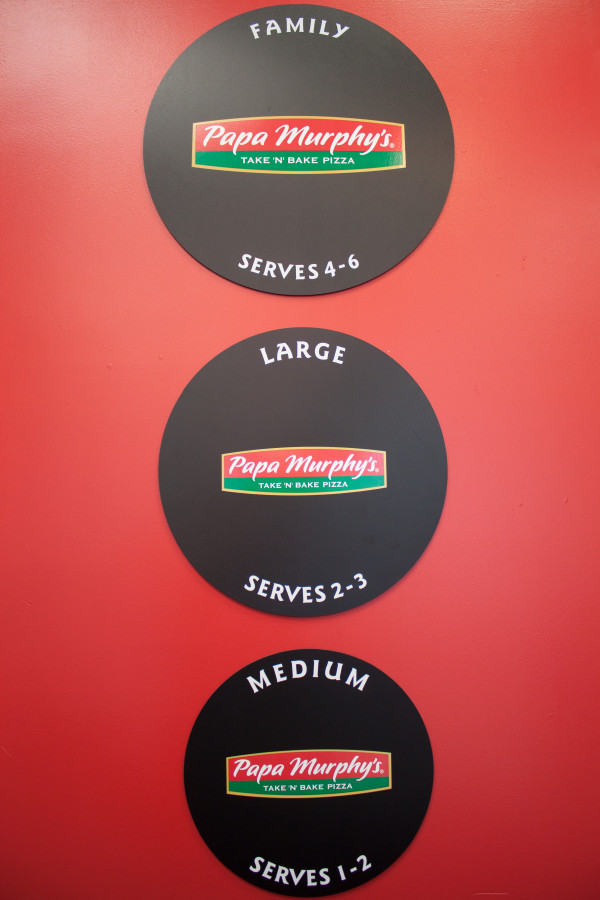 FAMILY
Papa Murphy's®
TAKE 'N' BAKE PIZZA
SERVES 4-6
LARGE
Papa Murphy's®
TAKE 'N' BAKE PIZZA
SERVES 2-3
MEDIUM
Papa Murphy's®
TAKE 'N' BAKE PIZZA
SERVES 1-2